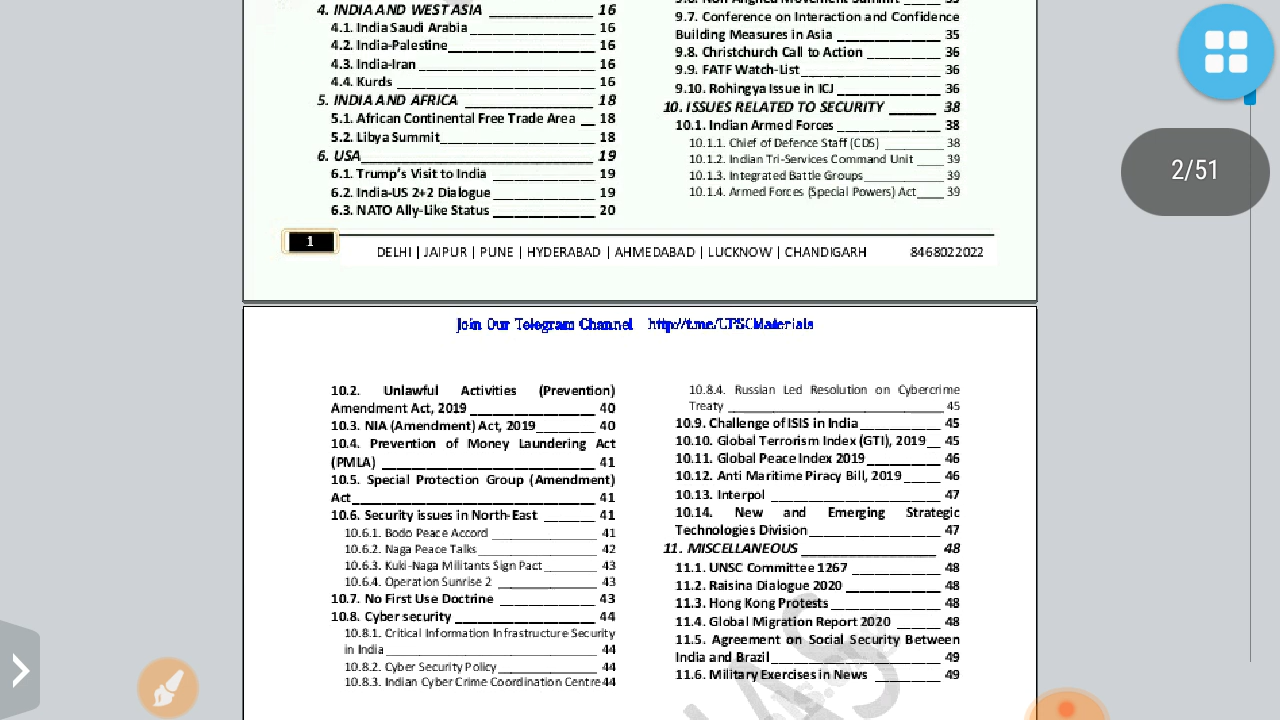 4. INDIA AND WEST ASIA 16
4.1. India Saudi Arabia 16
4.2. India-Palestine 16
4.3. India-Iran 16
4.4. Kurds 16
5. INDIA AND AFRICA 18
5.1. African Continental Free Trade Area 18
5.2. Libya Summit 18
6. USA 19
6.1. Trump's Visit to India 19
6.2. India-US 2+2 Dialogue 19
6.3. NATO Ally-Like Status 20
9.7. Conference on Interaction and Confidence
Building Measures in Asia 35
9.8. Christchurch Call to Action 36
9.9. FATF Watch-List 36
9.10. Rohingya Issue in ICJ 36
10. ISSUES RELATED TO SECURITY 38
10.1. Indian Armed Forces 38
10.1.1. Chief of Defence Staff (CDS) 38
10.1.2. Indian Tri-Services Command Unit 39
10.1.3. Integrated Battle Groups 39
10.1.4. Armed Forces (Special Powers) Act 39
2/51
1
DELHI | JAIPUR | PUNE | HYDERABAD | AHMEDABAD | LUCKNOW | CHANDIGARH 8468022022
Join Our Telegram Channel http://t.me/UPSCMaterials
10.2. Unlawful Activities (Prevention)
Amendment Act, 2019 40
10.3. NIA (Amendment) Act, 2019 40
10.4. Prevention of Money Laundering Act
(PMLA) 41
10.5. Special Protection Group (Amendment)
Act 41
10.6. Security issues in North-East 41
10.6.1. Bodo Peace Accord 41
10.6.2. Naga Peace Talks 42
10.6.3. Kuki-Naga Militants Sign Pact 43
10.6.4. Operation Sunrise 2 43
10.7. No First Use Doctrine 43
10.8. Cyber security 44
10.8.1. Critical Information Infrastructure Security
in India 44
10.8.2. Cyber Security Policy 44
10.8.3. Indian Cyber Crime Coordination Centre 44
10.8.4. Russian Led Resolution on Cybercrime
Treaty 45
10.9. Challenge of ISIS in India 45
10.10. Global Terrorism Index (GTI), 2019 45
10.11. Global Peace Index 2019 46
10.12. Anti Maritime Piracy Bill, 2019 46
10.13. Interpol 47
10.14. New and Emerging Strategic
Technologies Division 47
11. MISCELLANEOUS 48
11.1. UNSC Committee 1267 48
11.2. Raisina Dialogue 2020 48
11.3. Hong Kong Protests 48
11.4. Global Migration Report 2020 48
11.5. Agreement on Social Security Between
India and Brazil 49
11.6. Military Exercises in News 49